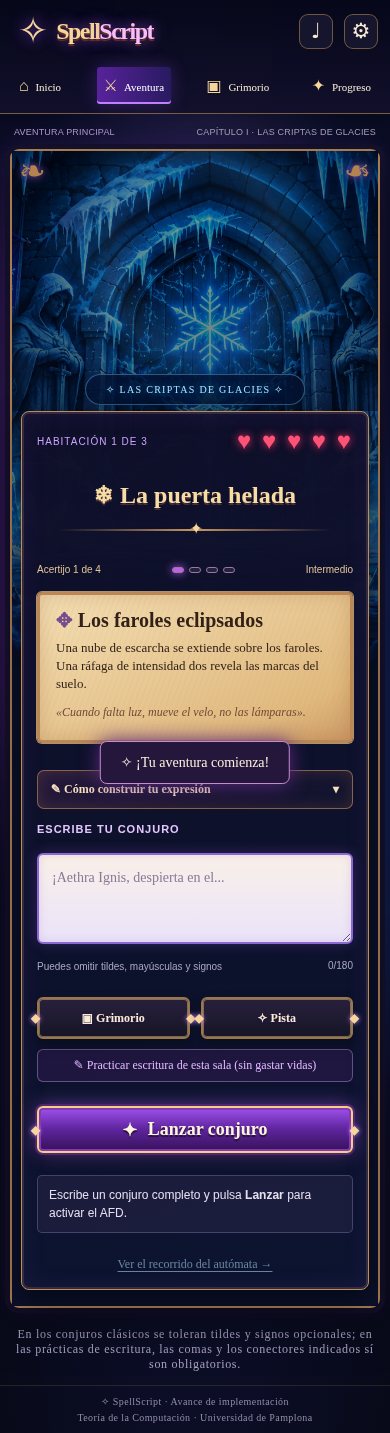 SpellScript
Inicio
Aventura
Grimorio
Progreso
AVENTURA PRINCIPAL
CAPÍTULO I · LAS CRIPTAS DE GLACIES
✧ LAS CRIPTAS DE GLACIES ✧
HABITACIÓN 1 DE 3
La puerta helada
Acertijo 1 de 4
Intermedio
Los faroles eclipsados
Una nube de escarcha se extiende sobre los faroles.
Una ráfaga de intensidad dos revela las marcas del
suelo.
«Cuando falta luz, mueve el velo, no las lámparas».
✧ ¡Tu aventura comienza!
✎ Cómo construir tu expresión ▾
ESCRIBE TU CONJURO
¡Aethra Ignis, despierta en el...
Puedes omitir tildes, mayúsculas y signos
0/180
Grimorio
✧ Pista
✎ Practicar escritura de esta sala (sin gastar vidas)
✦ Lanzar conjuro
Escribe un conjuro completo y pulsa Lanzar para
activar el AFD.
Ver el recorrido del autómata →
En los conjuros clásicos se toleran tildes y signos opcionales; en
las prácticas de escritura, las comas y los conectores indicados sí
son obligatorios.
✧ SpellScript · Avance de implementación
Teoría de la Computación · Universidad de Pamplona